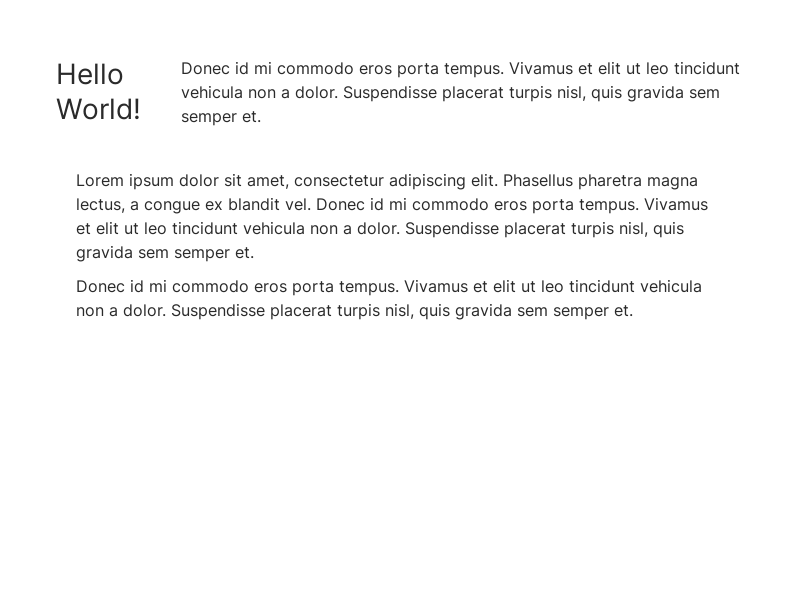 Hello
World!
Donec id mi commodo eros porta tempus. Vivamus et elit ut leo tincidunt
vehicula non a dolor. Suspendisse placerat turpis nisl, quis gravida sem
semper et.
Lorem ipsum dolor sit amet, consectetur adipiscing elit. Phasellus pharetra magna
lectus, a congue ex blandit vel. Donec id mi commodo eros porta tempus. Vivamus
et elit ut leo tincidunt vehicula non a dolor. Suspendisse placerat turpis nisl, quis
gravida sem semper et.
Donec id mi commodo eros porta tempus. Vivamus et elit ut leo tincidunt vehicula
non a dolor. Suspendisse placerat turpis nisl, quis gravida sem semper et.